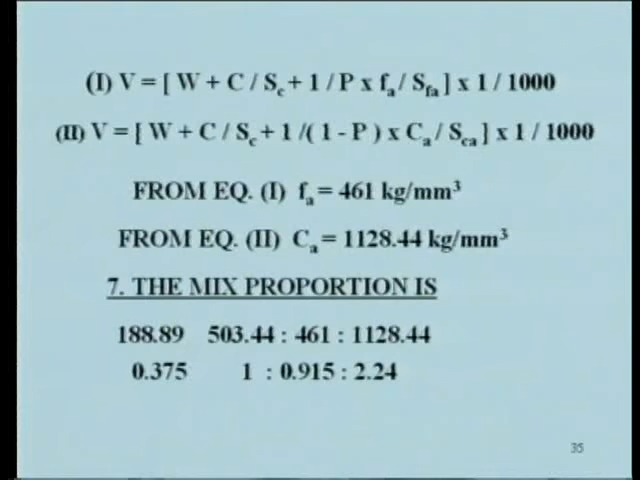 (I) V = [ W + C / Sc + 1 / P x fa / Sfa ] x 1 / 1000
(II) V = [ W + C / Sc + 1 /( 1 - P ) x Ca / Sca ] x 1 / 1000
FROM EQ. (I) fa = 461 kg/mm³
FROM EQ. (II) Ca = 1128.44 kg/mm³
7. THE MIX PROPORTION IS
188.89 503.44 : 461 : 1128.44
0.375 1 : 0.915 : 2.24
35